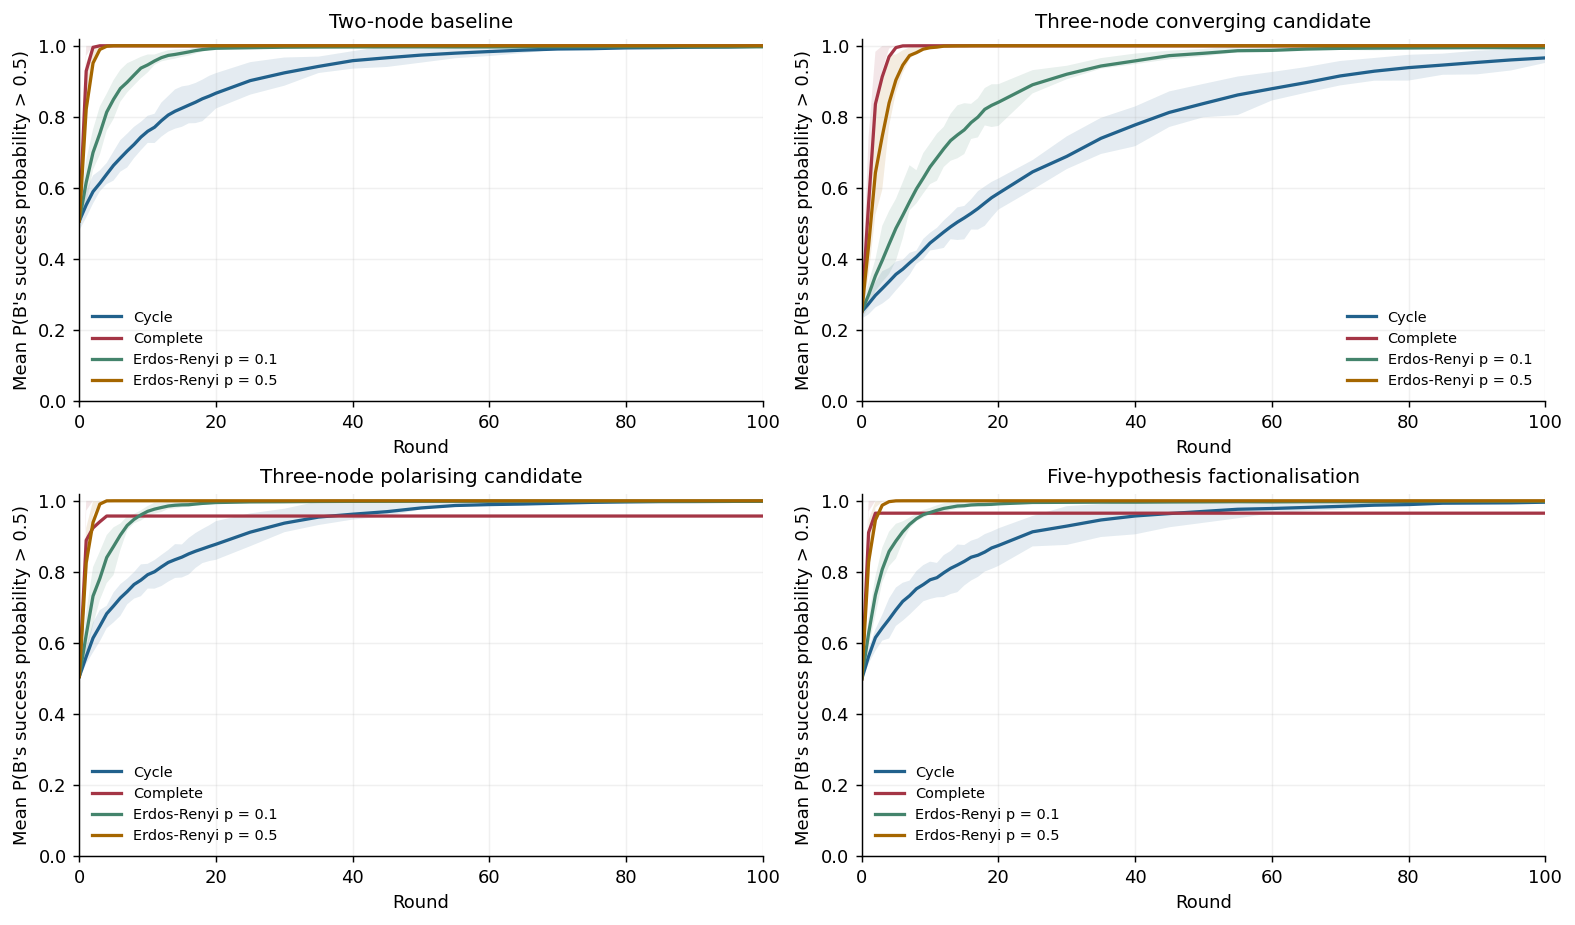 Two-node baseline
Mean P(B's success probability > 0.5)
1.0
0.8
0.6
0.4
0.2
0.0
Cycle
Complete
Erdos-Renyi p = 0.1
Erdos-Renyi p = 0.5
0 20 40 60 80 100
Round
Three-node converging candidate
Mean P(B's success probability > 0.5)
1.0
0.8
0.6
0.4
0.2
0.0
Cycle
Complete
Erdos-Renyi p = 0.1
Erdos-Renyi p = 0.5
0 20 40 60 80 100
Round
Three-node polarising candidate
Mean P(B's success probability > 0.5)
1.0
0.8
0.6
0.4
0.2
0.0
Cycle
Complete
Erdos-Renyi p = 0.1
Erdos-Renyi p = 0.5
0 20 40 60 80 100
Round
Five-hypothesis factionalisation
Mean P(B's success probability > 0.5)
1.0
0.8
0.6
0.4
0.2
0.0
Cycle
Complete
Erdos-Renyi p = 0.1
Erdos-Renyi p = 0.5
0 20 40 60 80 100
Round